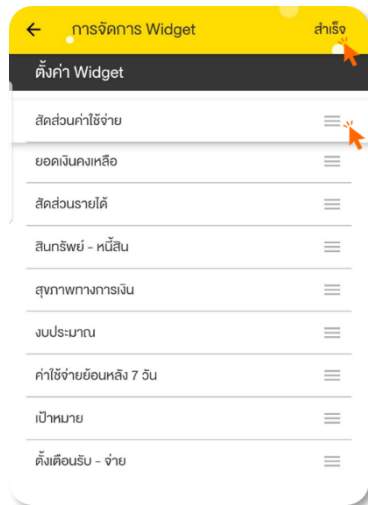 การจัดการ Widget
สำเร็จ
ตั้งค่า Widget
สัดส่วนค่าใช้จ่าย
ยอดเงินคงเหลือ
สัดส่วนรายได้
สินทรัพย์ - หนี้สิน
สุขภาพทางการเงิน
งบประมาณ
ค่าใช้จ่ายย้อนหลัง 7 วัน
เป้าหมาย
ตั้งเตือนรับ - จ่าย